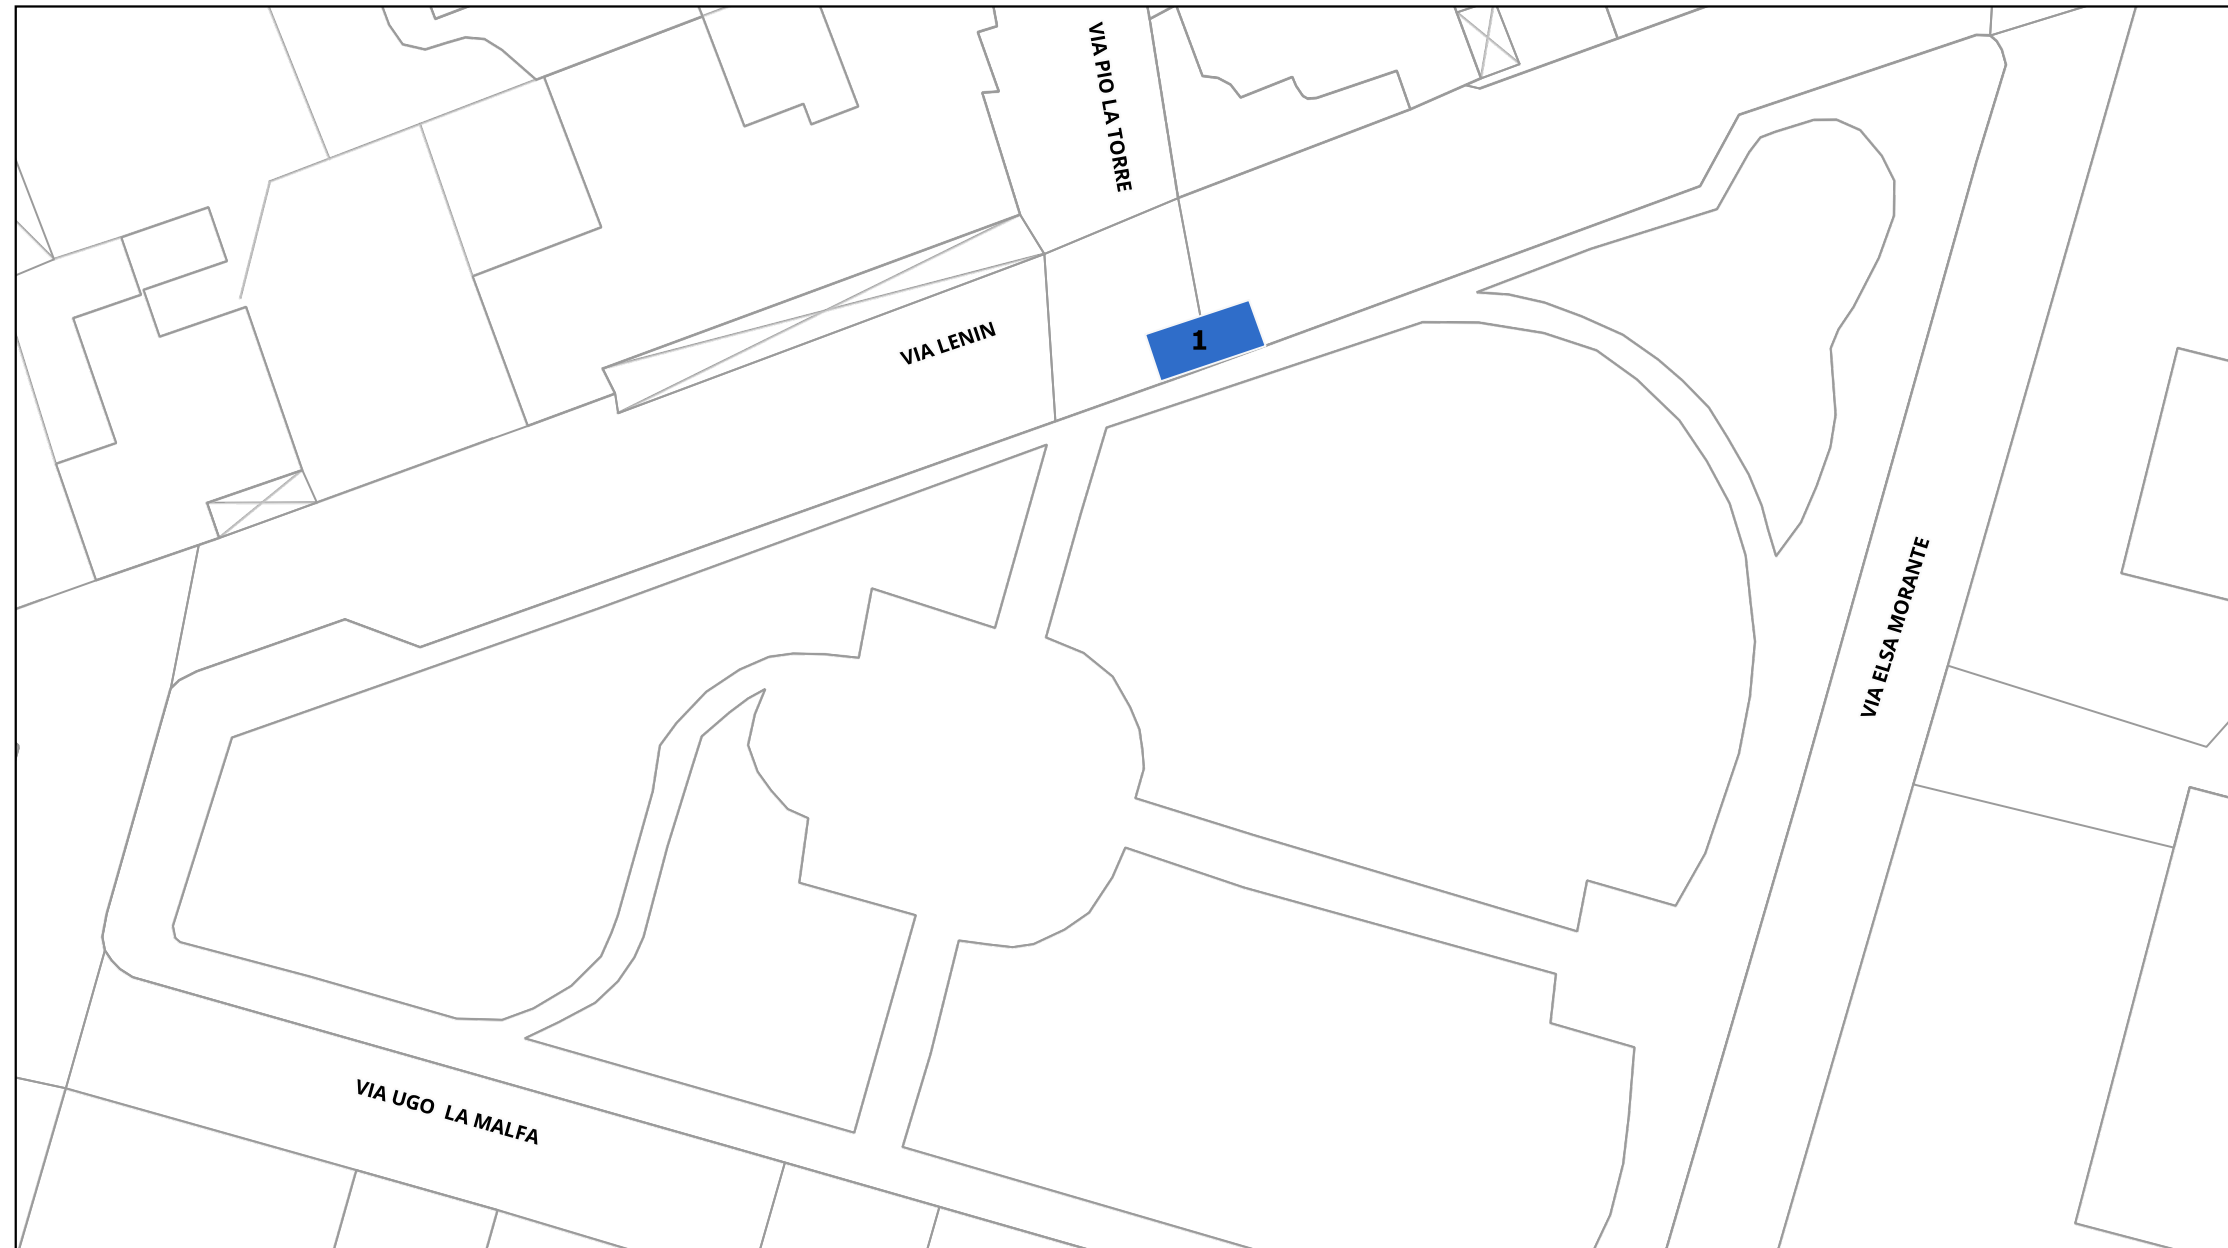 VIA PIO LA TORRE
VIA LENIN
1
VIA ELSA MORANTE
VIA UGO LA MALFA